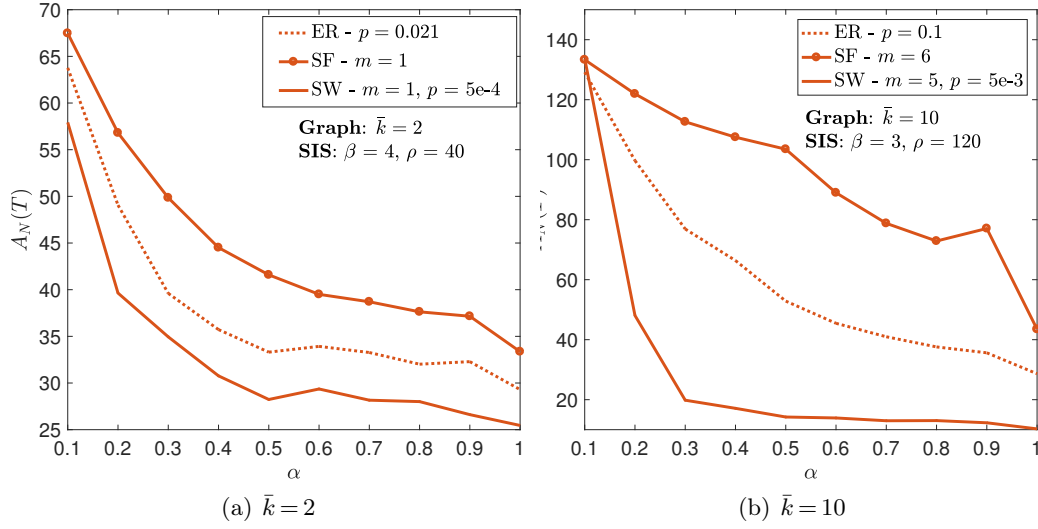 70
65
60
55
50
45
40
35
30
25
A_N(T)
0.1 0.2 0.3 0.4 0.5 0.6 0.7 0.8 0.9 1
α
ER - p = 0.021
SF - m = 1
SW - m = 1, p = 5e-4
Graph: k̄ = 2
SIS: β = 4, ρ = 40
(a) k̄ = 2
140
120
100
80
60
40
20
0.1 0.2 0.3 0.4 0.5 0.6 0.7 0.8 0.9 1
α
ER - p = 0.1
SF - m = 6
SW - m = 5, p = 5e-3
Graph: k̄ = 10
SIS: β = 3, ρ = 120
(b) k̄ = 10